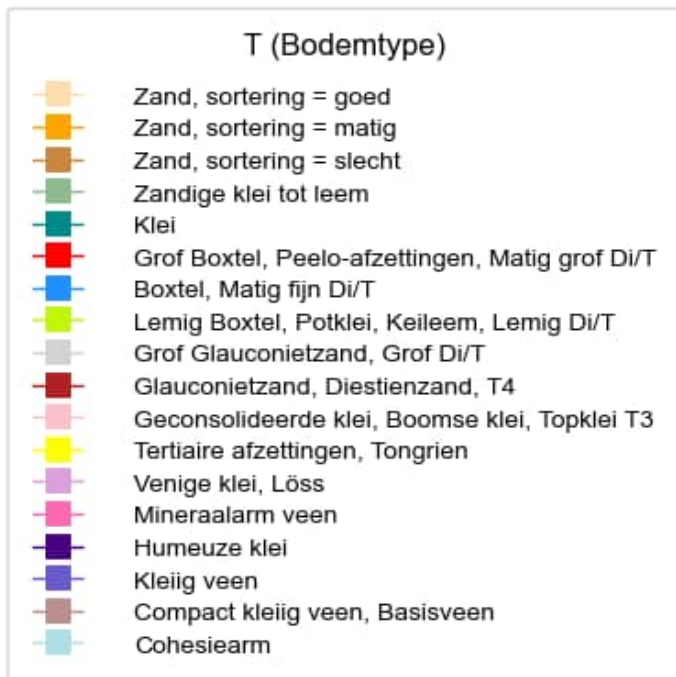 T (Bodemtype)
Zand, sortering = goed
Zand, sortering = matig
Zand, sortering = slecht
Zandige klei tot leem
Klei
Grof Boxtel, Peelo-afzettingen, Matig grof Di/T
Boxtel, Matig fijn Di/T
Lemig Boxtel, Potklei, Keileem, Lemig Di/T
Grof Glauconietzand, Grof Di/T
Glauconietzand, Diestienzand, T4
Geconsolideerde klei, Boomse klei, Topklei T3
Tertiaire afzettingen, Tongrien
Venige klei, Löss
Mineraalarm veen
Humeuze klei
Kleiig veen
Compact kleiig veen, Basisveen
Cohesiearm